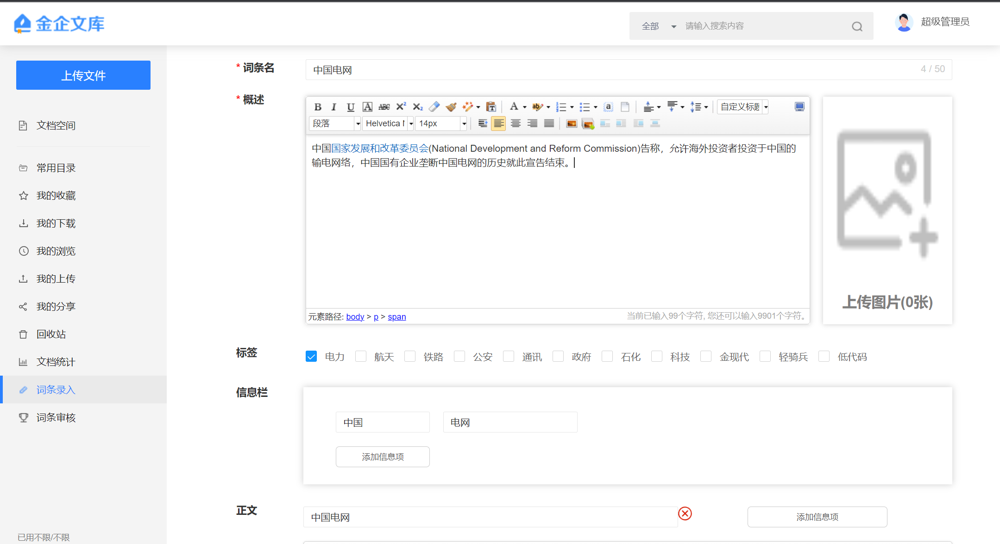 金企文库
全部 请输入搜索内容
超级管理员
上传文件
文档空间
常用目录
我的收藏
我的下载
我的浏览
我的上传
我的分享
回收站
文档统计
词条录入
词条审核
已用不限/不限
* 词条名
中国电网
4 / 50
* 概述
自定义标题
段落 Helvetica 14px
中国国家发展和改革委员会(National Development and Reform Commission)告称，允许海外投资者投资于中国的
输电网络，中国国有企业垄断中国电网的历史就此宣告结束。
元素路径: body > p > span
当前已输入99个字符, 您还可以输入9901个字符。
上传图片(0张)
标签
电力 航天 铁路 公安 通讯 政府 石化 科技 金现代 轻骑兵 低代码
信息栏
中国 电网
添加信息项
正文
中国电网
添加信息项